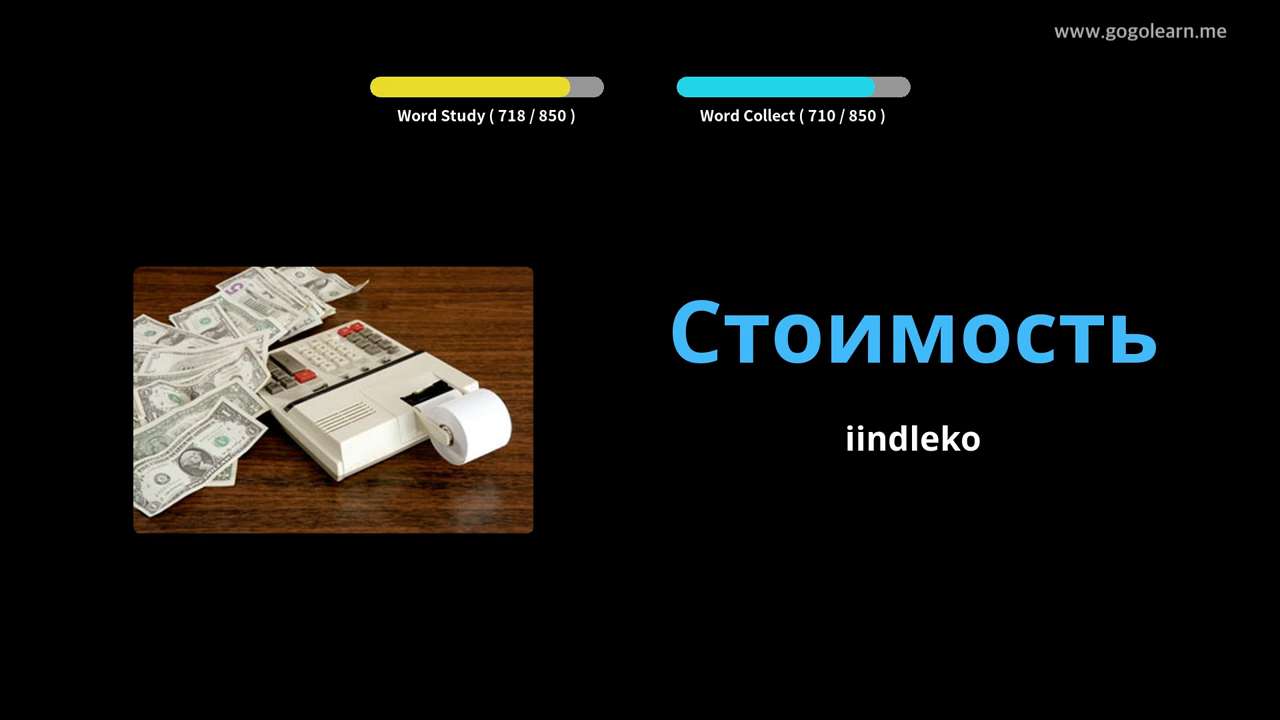 www.gogolearn.me
Word Study ( 718 / 850 )
Word Collect ( 710 / 850 )
Стоимость
iindleko